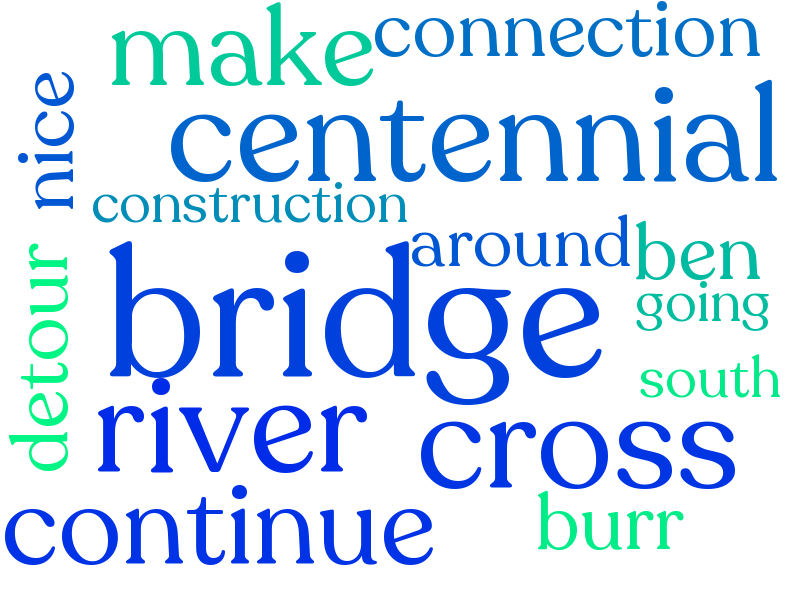 make
connection
nice
centennial
construction
around
ben
bridge
going
detour
south
river
cross
continue
burr